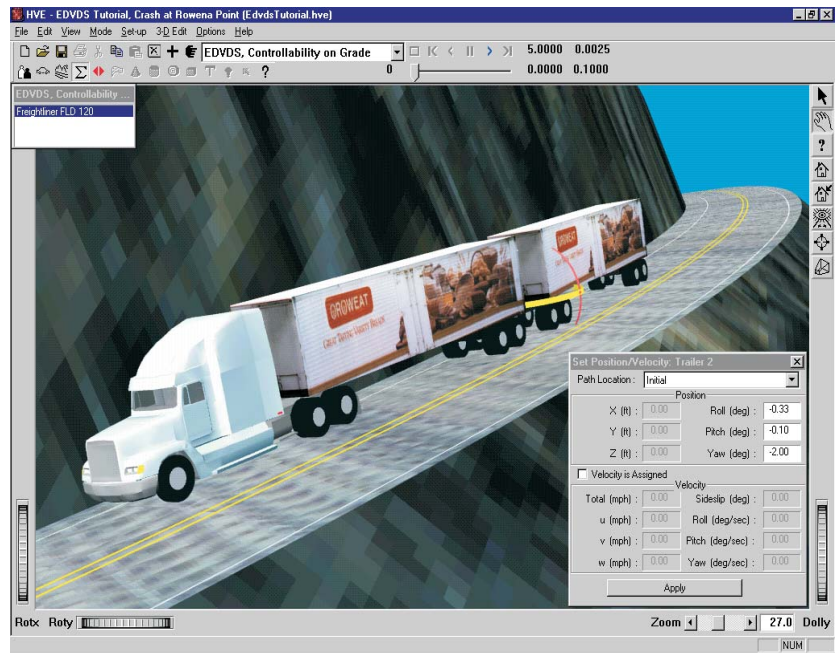 HVE - EDVDS Tutorial, Crash at Rowena Point (EdvdsTutorial.hve)
File Edit View Mode Set-up 3-D Edit Options Help
EDVDS, Controllability on Grade
5.0000 0.0025
0
0.0000 0.1000
EDVDS, Controllability ...
Freightliner FLD 120
GROWEAT
GREAT TASTING VARIETY BREADS
GROWEAT
Set Position/Velocity: Trailer 2
Path Location: Initial
Position
X (ft) : 0.00 Roll (deg) : -0.33
Y (ft) : 0.00 Pitch (deg) : -0.10
Z (ft) : 0.00 Yaw (deg) : -2.00
Velocity is Assigned
Velocity
Total (mph) : 0.00 Sideslip (deg) : 0.00
u (mph) : 0.00 Roll (deg/sec) : 0.00
v (mph) : 0.00 Pitch (deg/sec) : 0.00
w (mph) : 0.00 Yaw (deg/sec) : 0.00
Apply
Rotx Roty
Zoom 27.0 Dolly
NUM